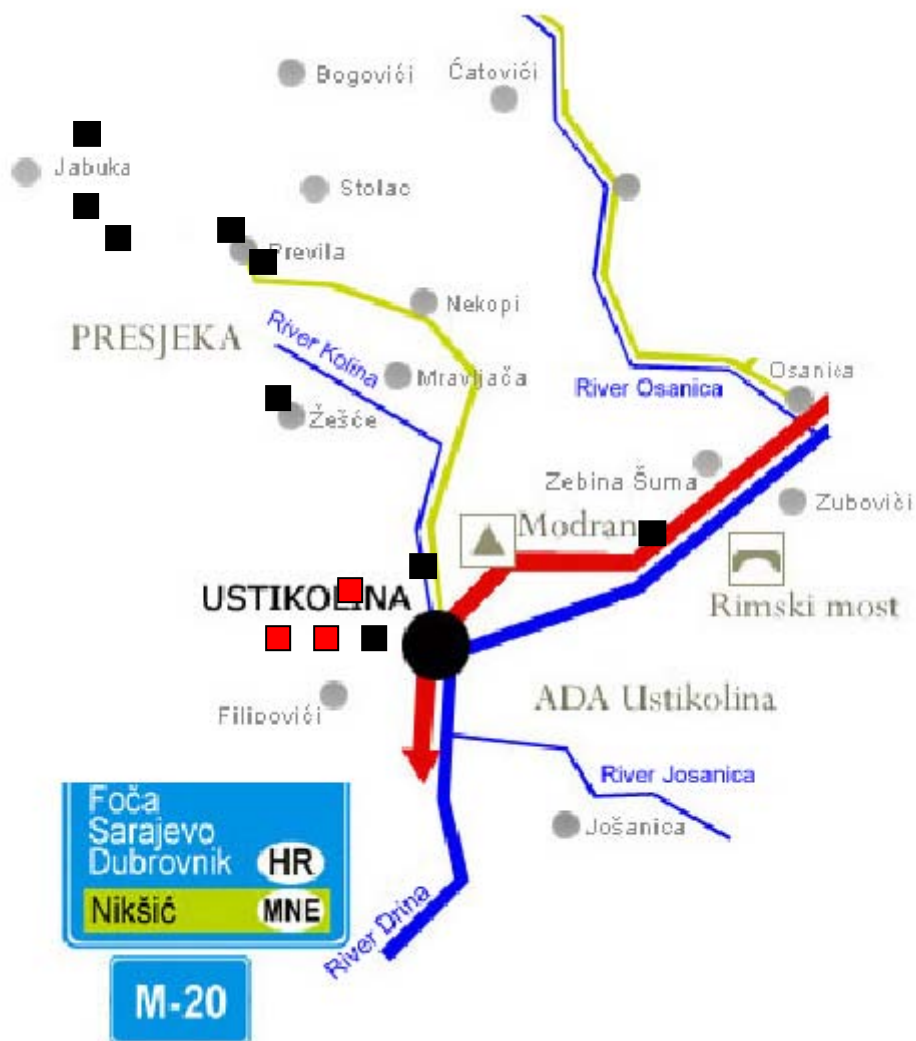 Bogovići
Ćatovići
Jabuka
Stolac
Previla
Nekopi
PRESJEKA
River Kolina
Mravljača
Osanica
River Osanica
Žešće
Zebina Šuma
Zubovići
Modran
USTIKOLINA
Rimski most
Filipovići
ADA Ustikolina
River Josanica
Jošanica
Foča
Sarajevo
Dubrovnik HR
Nikšić MNE
River Drina
M-20